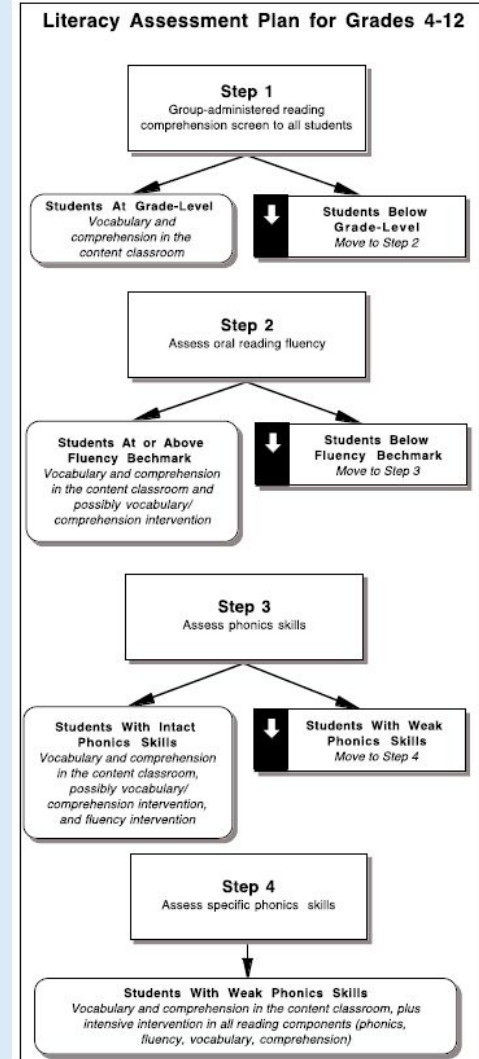 Literacy Assessment Plan for Grades 4-12
Step 1
Group-administered reading
comprehension screen to all students
Students At Grade-Level
Vocabulary and
comprehension in the
content classroom
Students Below
Grade-Level
Move to Step 2
Step 2
Assess oral reading fluency
Students At or Above
Fluency Bechmark
Vocabulary and comprehension
in the content classroom and
possibly vocabulary/
comprehension intervention
Students Below
Fluency Bechmark
Move to Step 3
Step 3
Assess phonics skills
Students With Intact
Phonics Skills
Vocabulary and comprehension
in the content classroom,
possibly vocabulary/
comprehension intervention,
and fluency intervention
Students With Weak
Phonics Skills
Move to Step 4
Step 4
Assess specific phonics skills
Students With Weak Phonics Skills
Vocabulary and comprehension in the content classroom, plus
intensive intervention in all reading components (phonics,
fluency, vocabulary, comprehension)